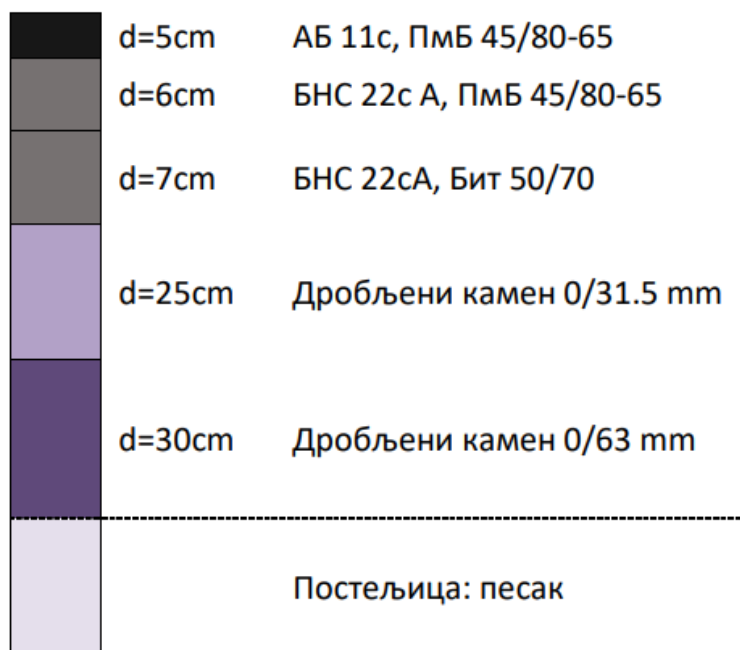 d=5cm АБ 11с, ПмБ 45/80-65
d=6cm БНС 22с А, ПмБ 45/80-65
d=7cm БНС 22сА, Бит 50/70
d=25cm Дробљени камен 0/31.5 mm
d=30cm Дробљени камен 0/63 mm
Постељица: песак